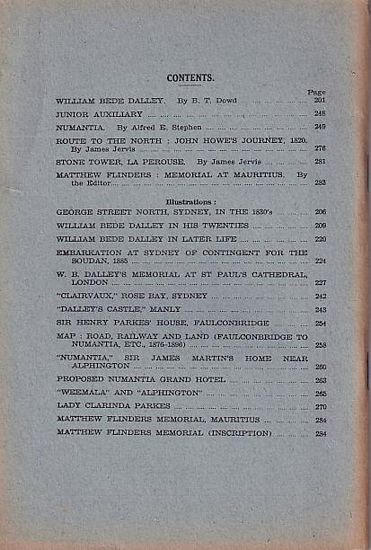 CONTENTS.
Page
WILLIAM BEDE DALLEY. By B. T. Dowd ... 201
JUNIOR AUXILIARY ... 248
NUMANTIA. By Alfred E. Stephen ... 249
ROUTE TO THE NORTH : JOHN HOWE'S JOURNEY, 1820.
By James Jervis ... 276
STONE TOWER, LA PEROUSE. By James Jervis ... 281
MATTHEW FLINDERS : MEMORIAL AT MAURITIUS. By
the Editor ... 283
Illustrations :
GEORGE STREET NORTH, SYDNEY, IN THE 1830's ... 206
WILLIAM BEDE DALLEY IN HIS TWENTIES ... 209
WILLIAM BEDE DALLEY IN LATER LIFE ... 220
EMBARKATION AT SYDNEY OF CONTINGENT FOR THE
SOUDAN, 1885 ... 224
W. B. DALLEY'S MEMORIAL AT ST PAUL'S CATHEDRAL,
LONDON ... 227
"CLAIRVAUX," ROSE BAY, SYDNEY ... 242
"DALLEY'S CASTLE," MANLY ... 243
SIR HENRY PARKES' HOUSE, FAULCONBRIDGE ... 254
MAP : ROAD, RAILWAY AND LAND (FAULCONBRIDGE TO
NUMANTIA, ETC., 1876-1896) ... 258
"NUMANTIA," SIR JAMES MARTIN'S HOME NEAR
ALPHINGTON ... 260
PROPOSED NUMANTIA GRAND HOTEL ... 263
"WEEMALA" AND "ALPHINGTON" ... 265
LADY CLARINDA PARKES ... 270
MATTHEW FLINDERS MEMORIAL, MAURITIUS ... 284
MATTHEW FLINDERS MEMORIAL (INSCRIPTION) ... 284